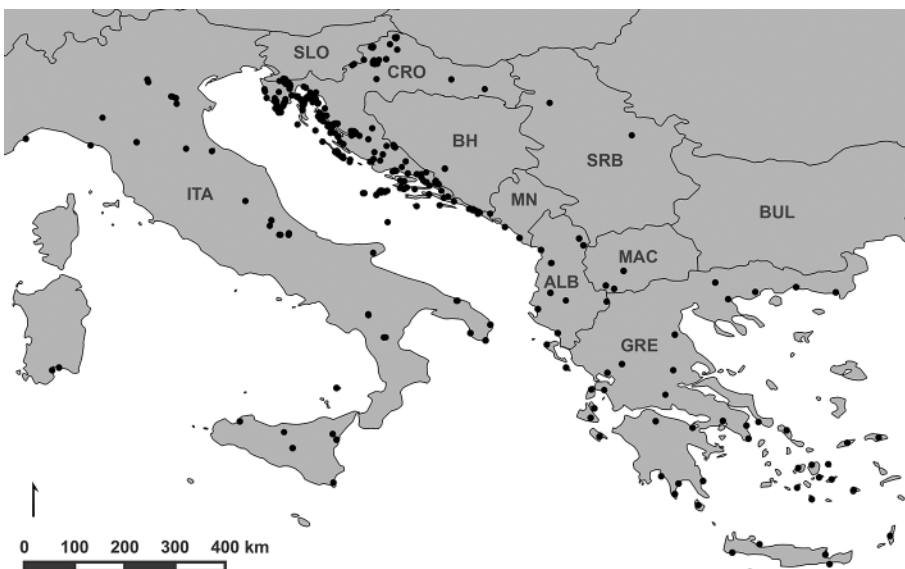 SLO
CRO
BH
SRB
ITA
MN
BUL
MAC
ALB
GRE
0 100 200 300 400 km